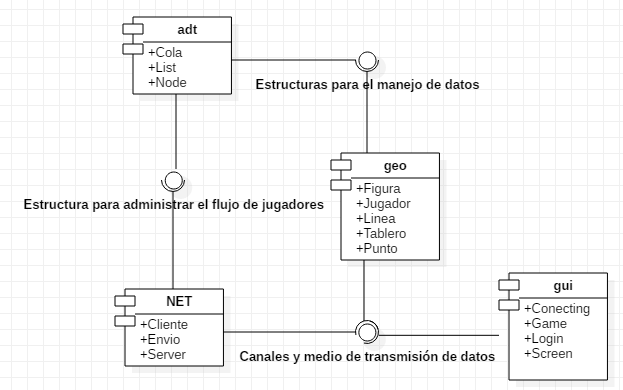 adt
+Cola
+List
+Node
Estructuras para el manejo de datos
geo
+Figura
+Jugador
+Linea
+Tablero
+Punto
Estructura para administrar el flujo de jugadores
NET
+Cliente
+Envio
+Server
gui
+Conecting
+Game
+Login
+Screen
Canales y medio de transmisión de datos